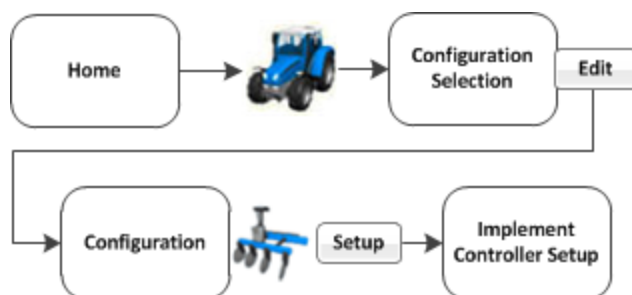 Home
Configuration
Selection
Edit
Configuration
Setup
Implement
Controller Setup